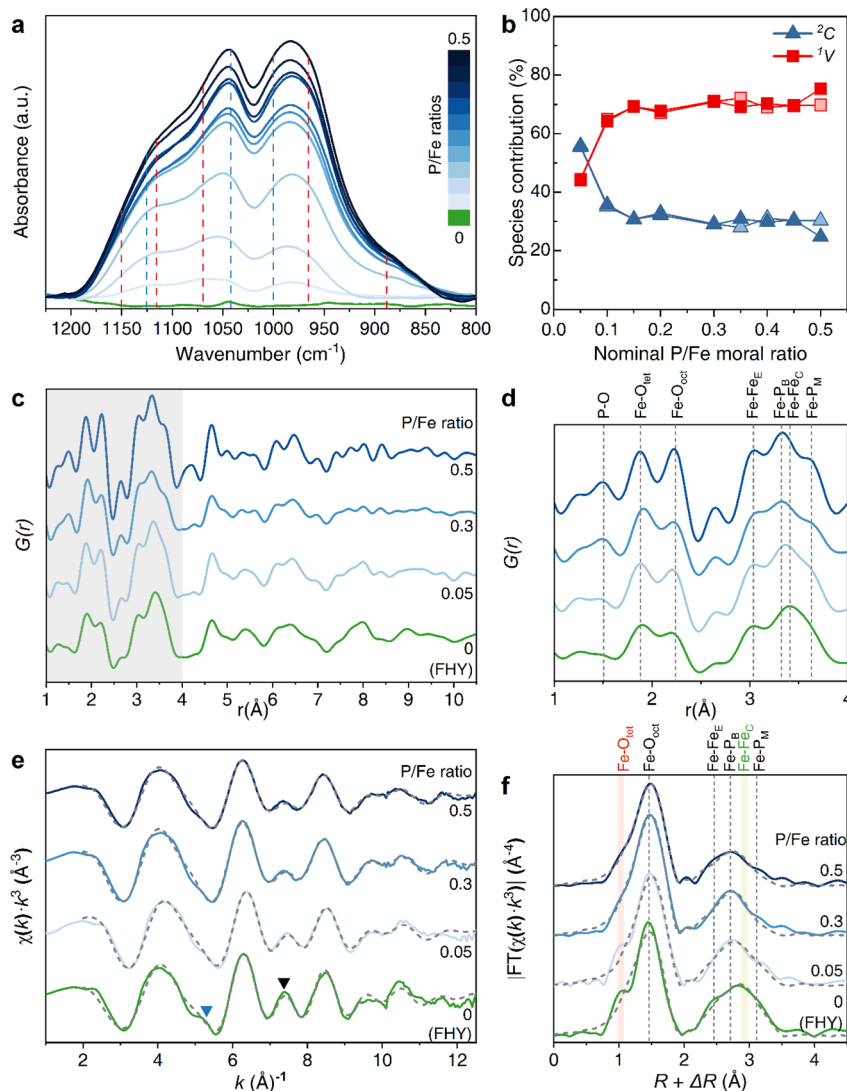 a
0.5
P/Fe ratios
0
Absorbance (a.u.)
1200 1150 1100 1050 1000 950 900 850 800
Wavenumber (cm⁻¹)
b
²C
¹V
Species contribution (%)
100
80
60
40
20
0
0.0 0.1 0.2 0.3 0.4 0.5
Nominal P/Fe moral ratio
c
P/Fe ratio
0.5
0.3
0.05
0
(FHY)
G(r)
1 2 3 4 5 6 7 8 9 10
r(Å)
d
P-O
Fe-O_tet
Fe-O_oct
Fe-Fe_E
Fe-P_B
Fe-Fe_C
Fe-P_M
G(r)
1 2 3 4
r(Å)
e
P/Fe ratio
0.5
0.3
0.05
0
(FHY)
χ(k)·k³ (Å⁻³)
2 4 6 8 10 12
k (Å)⁻¹
f
Fe-O_tet
Fe-O_oct
Fe-Fe_E
Fe-P_B
Fe-Fe_C
Fe-P_M
P/Fe ratio
0.5
0.3
0.05
0
(FHY)
|FT(χ(k)·k³)| (Å⁻⁴)
0 1 2 3 4
R + ΔR (Å)